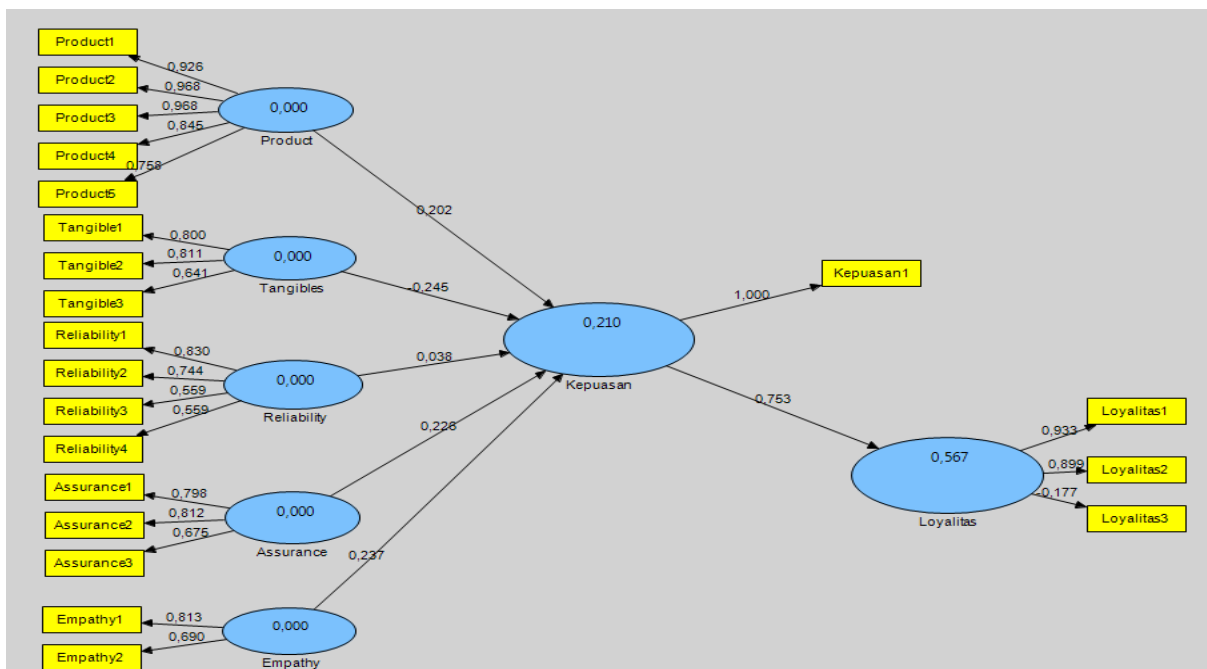 Product1
0,926
Product2
0,968
Product3
0,968
Product4
0,845
Product5
0,758
0,000
Product
0,202
Tangible1
0,800
Tangible2
0,811
Tangible3
0,641
0,000
Tangibles
-0,245
Reliability1
0,830
Reliability2
0,744
Reliability3
0,559
Reliability4
0,559
0,000
Reliability
0,038
Assurance1
0,798
Assurance2
0,812
Assurance3
0,675
0,000
Assurance
0,226
Empathy1
0,813
Empathy2
0,690
0,000
Empathy
0,237
0,210
Kepuasan
1,000
Kepuasan1
0,753
0,567
Loyalitas
0,933
Loyalitas1
0,899
Loyalitas2
-0,177
Loyalitas3